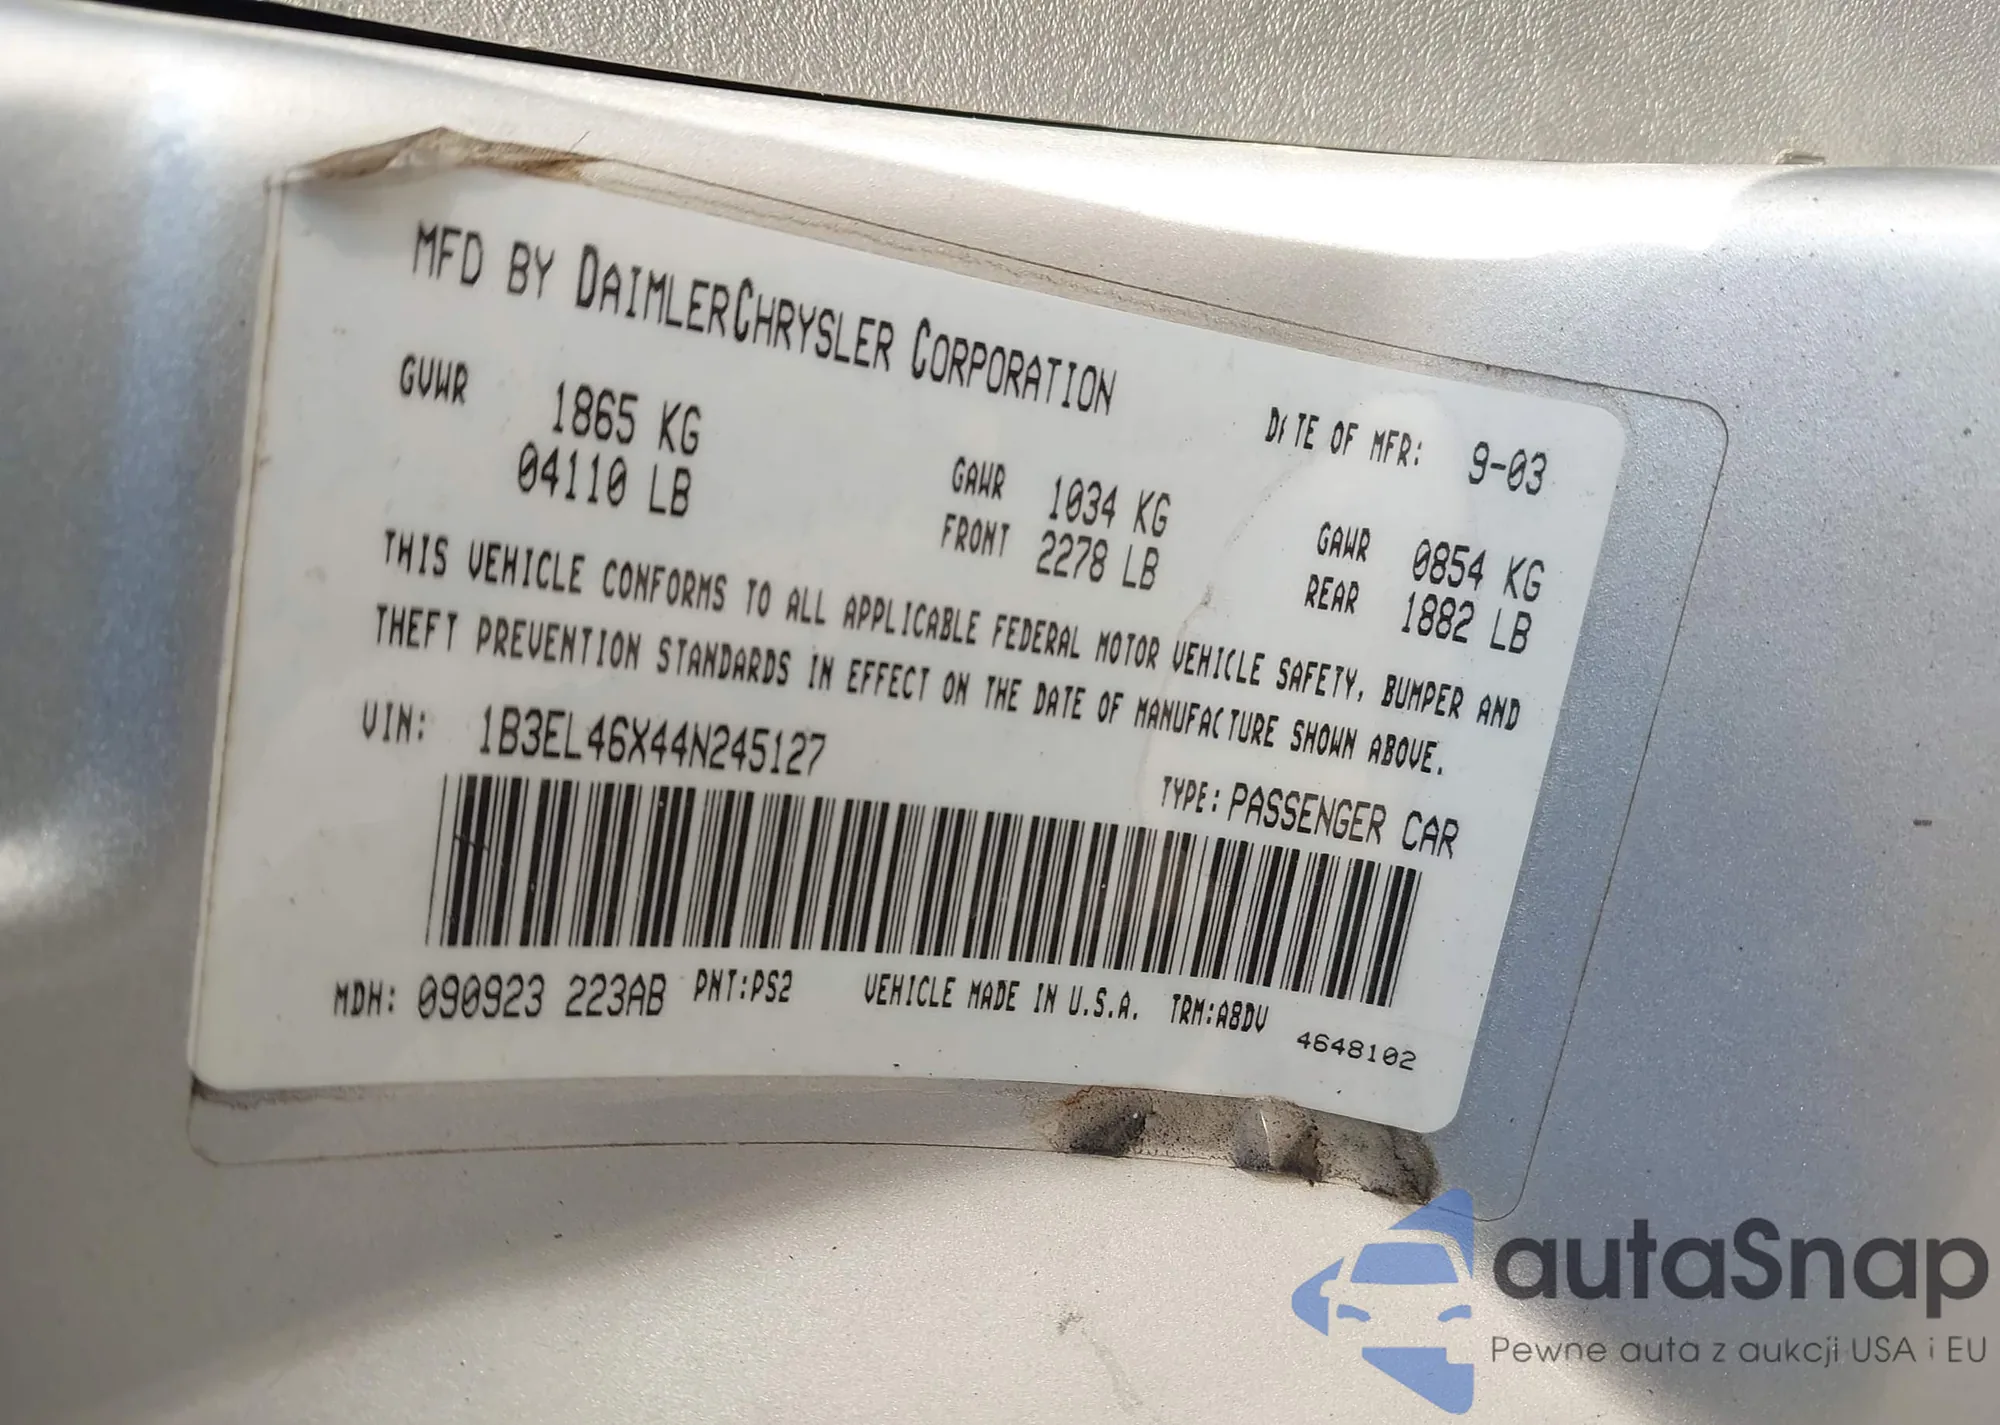 MFD BY DAIMLERCHRYSLER CORPORATION
DATE OF MFR: 9-03
GVWR 1865 KG
04110 LB
GAWR 1034 KG
FRONT 2278 LB
GAWR 0854 KG
REAR 1882 LB
THIS VEHICLE CONFORMS TO ALL APPLICABLE FEDERAL MOTOR VEHICLE SAFETY, BUMPER AND
THEFT PREVENTION STANDARDS IN EFFECT ON THE DATE OF MANUFACTURE SHOWN ABOVE.
VIN: 1B3EL46X44N245127
TYPE: PASSENGER CAR
MDH: 090923 223AB PNT:PS2 VEHICLE MADE IN U.S.A. TRM:A8DV
4648102
autaSnap
Pewne auta z aukcji USA i EU